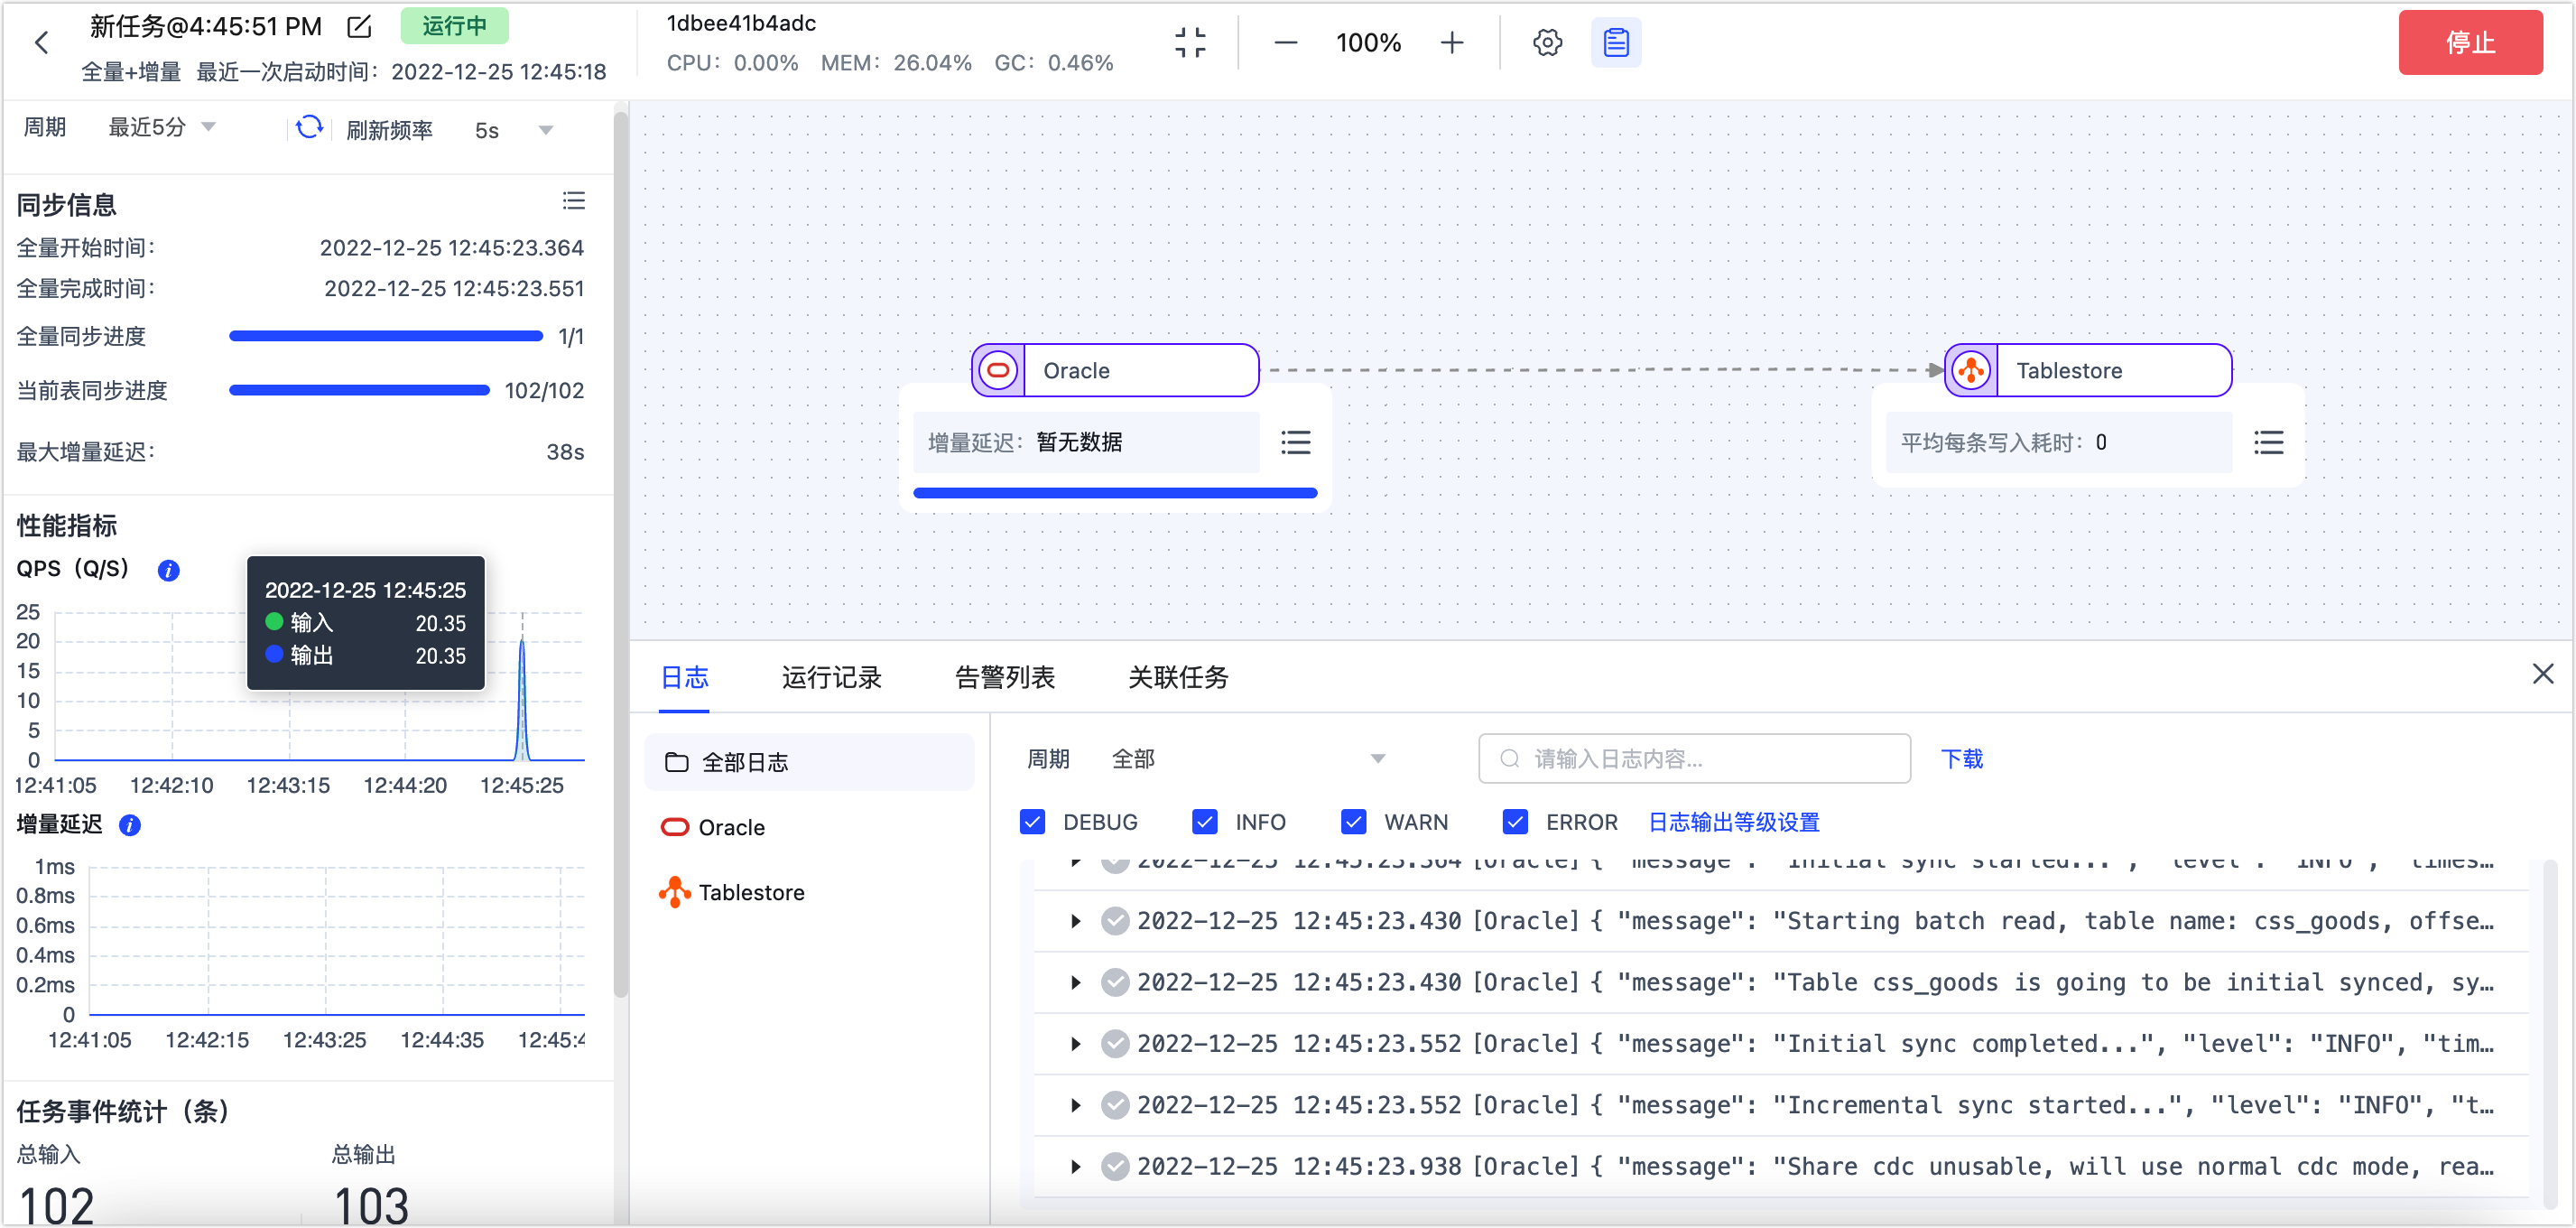 新任务@4:45:51 PM
运行中
全量+增量 最近一次启动时间：2022-12-25 12:45:18
1dbee41b4adc
CPU：0.00% MEM：26.04% GC：0.46%
100%
停止
周期 最近5分
刷新频率 5s
同步信息
全量开始时间： 2022-12-25 12:45:23.364
全量完成时间： 2022-12-25 12:45:23.551
全量同步进度 1/1
当前表同步进度 102/102
最大增量延迟： 38s
性能指标
QPS（Q/S）
2022-12-25 12:45:25
输入 20.35
输出 20.35
25
20
15
10
5
0
12:41:05 12:42:10 12:43:15 12:44:20 12:45:25
增量延迟
1ms
0.8ms
0.6ms
0.4ms
0.2ms
0
12:41:05 12:42:15 12:43:25 12:44:35 12:45:4
任务事件统计（条）
总输入 总输出
102 103
Oracle
增量延迟：暂无数据
Tablestore
平均每条写入耗时：0
日志 运行记录 告警列表 关联任务
全部日志
Oracle
Tablestore
周期 全部
请输入日志内容...
下载
DEBUG INFO WARN ERROR 日志输出等级设置
2022-12-25 12:45:23.364 [Oracle] { "message": "Initial sync started...", "level": "INFO", "times…
2022-12-25 12:45:23.430 [Oracle] { "message": "Starting batch read, table name: css_goods, offse…
2022-12-25 12:45:23.430 [Oracle] { "message": "Table css_goods is going to be initial synced, sy…
2022-12-25 12:45:23.552 [Oracle] { "message": "Initial sync completed...", "level": "INFO", "tim…
2022-12-25 12:45:23.552 [Oracle] { "message": "Incremental sync started...", "level": "INFO", "t…
2022-12-25 12:45:23.938 [Oracle] { "message": "Share cdc unusable, will use normal cdc mode, rea…